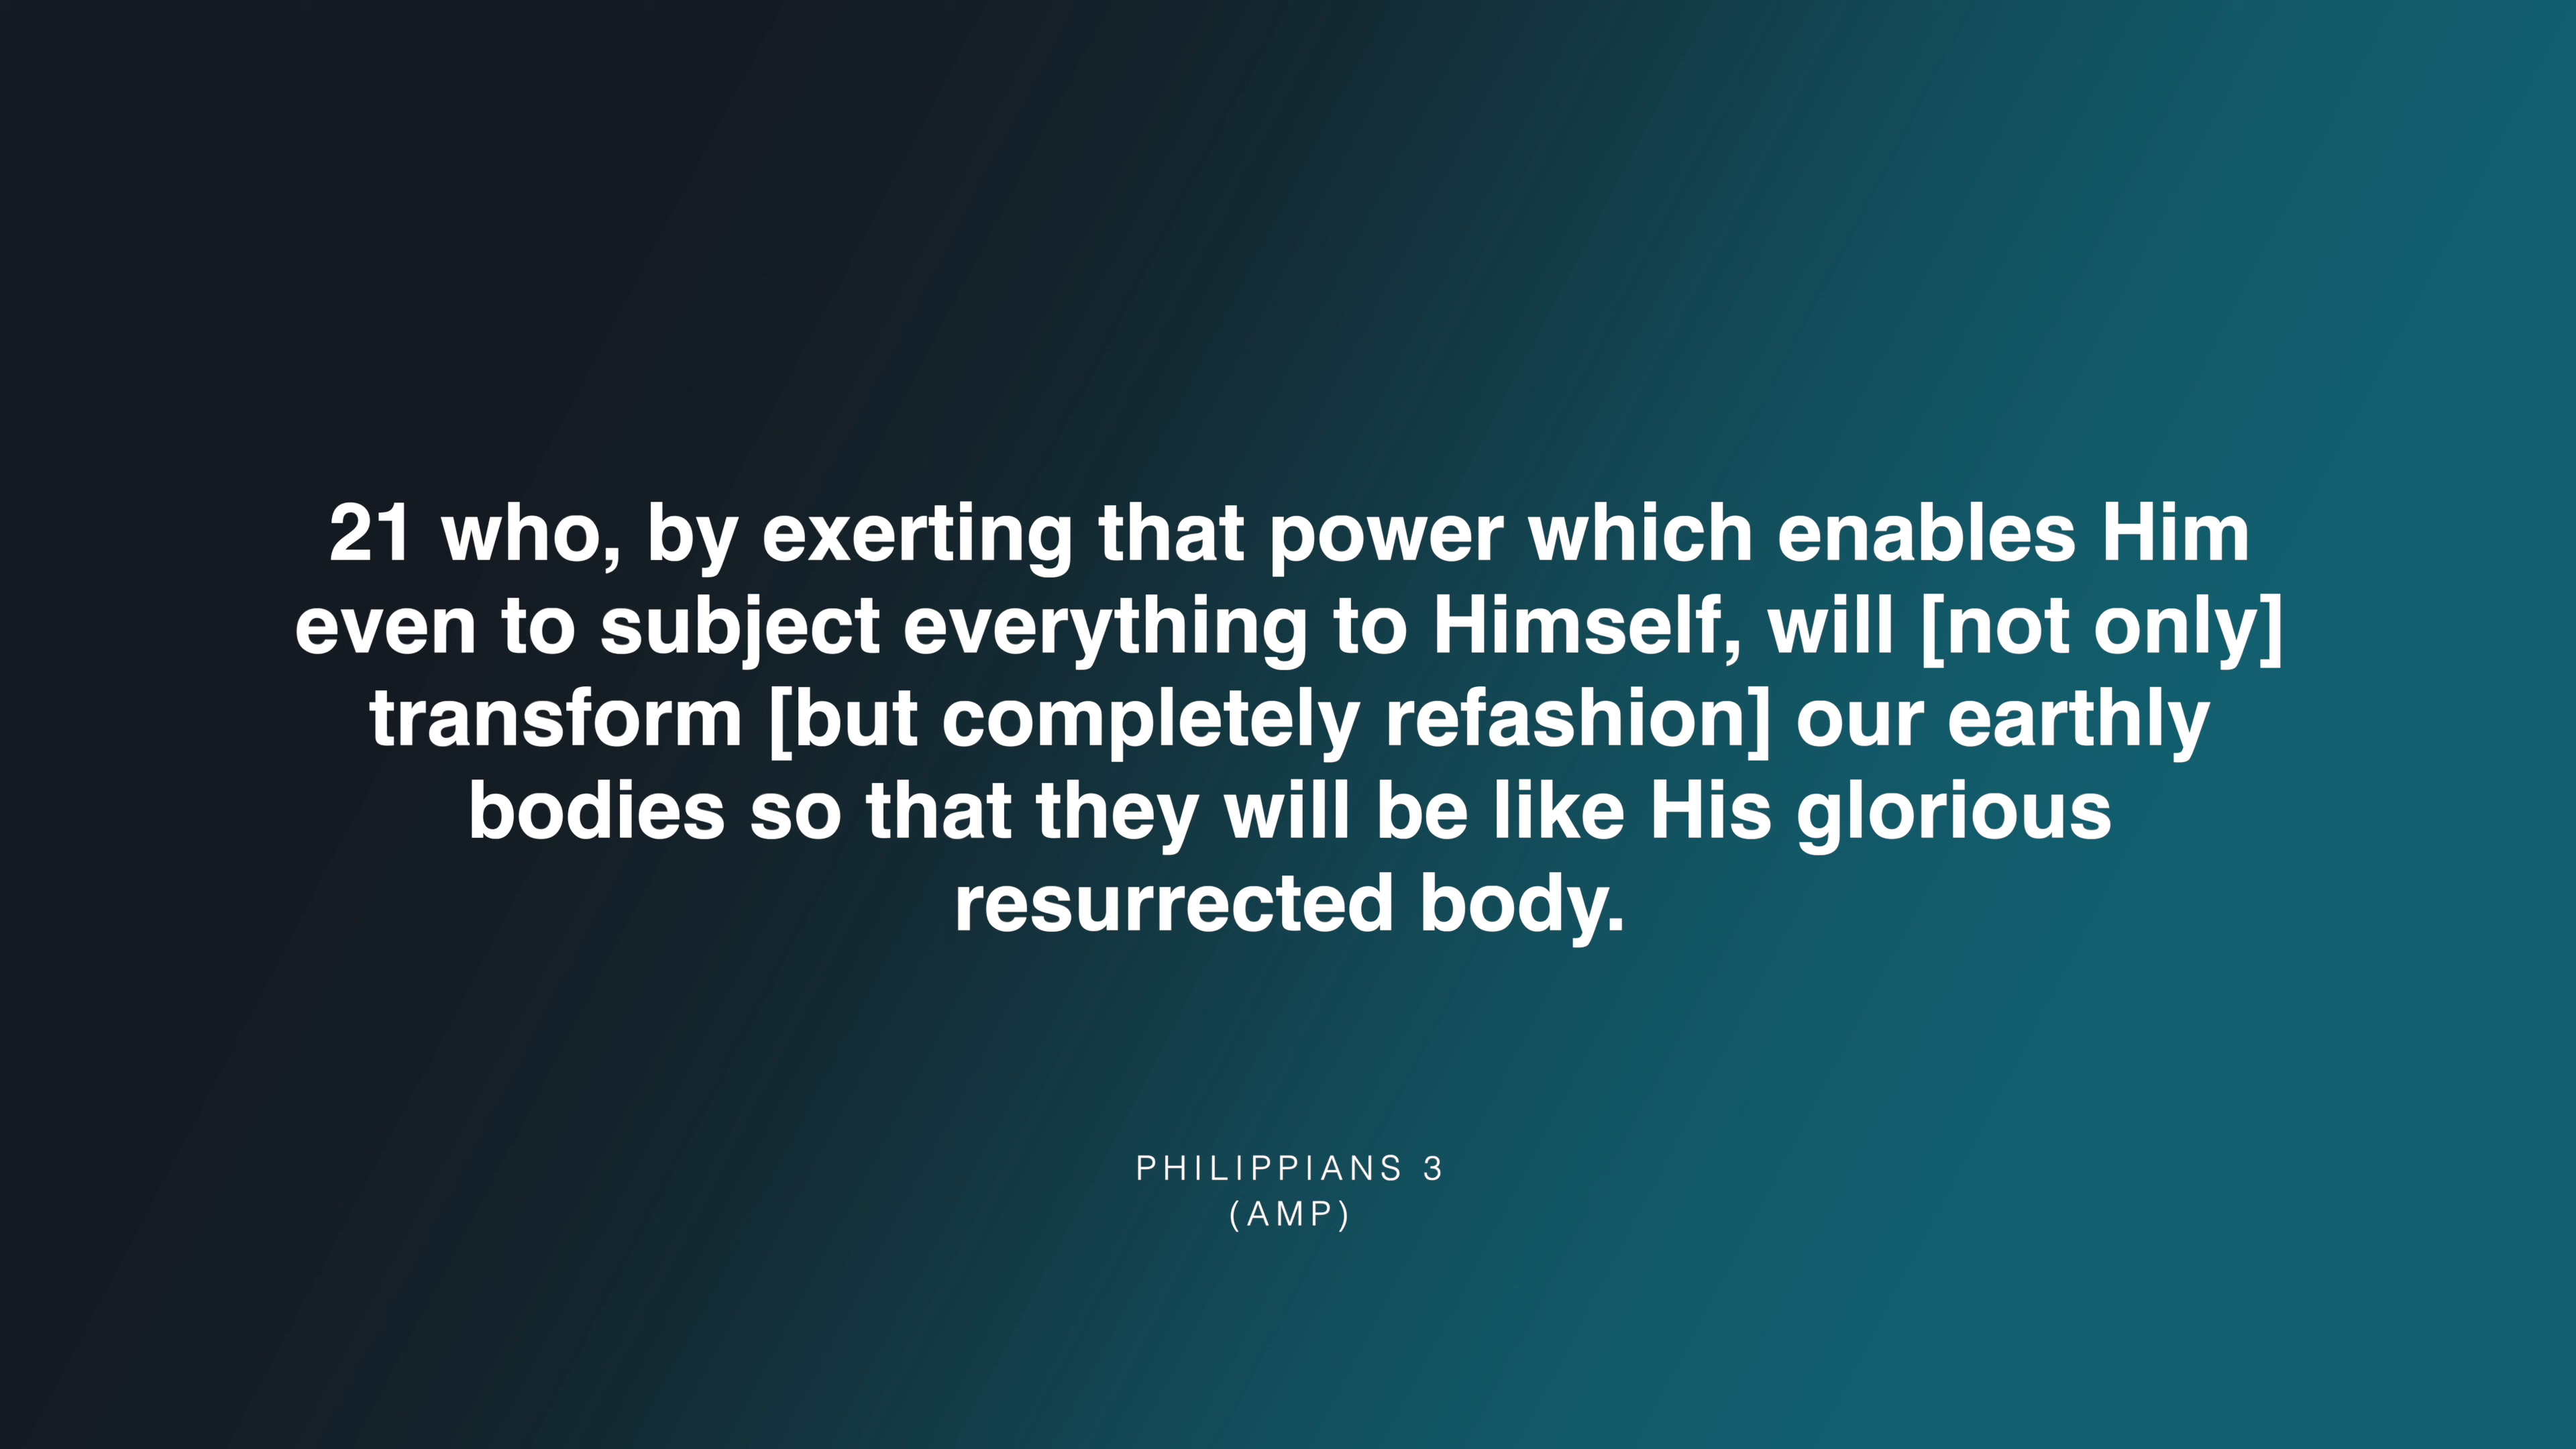 21 who, by exerting that power which enables Him
even to subject everything to Himself, will [not only]
transform [but completely refashion] our earthly
bodies so that they will be like His glorious
resurrected body.
PHILIPPIANS 3
(AMP)